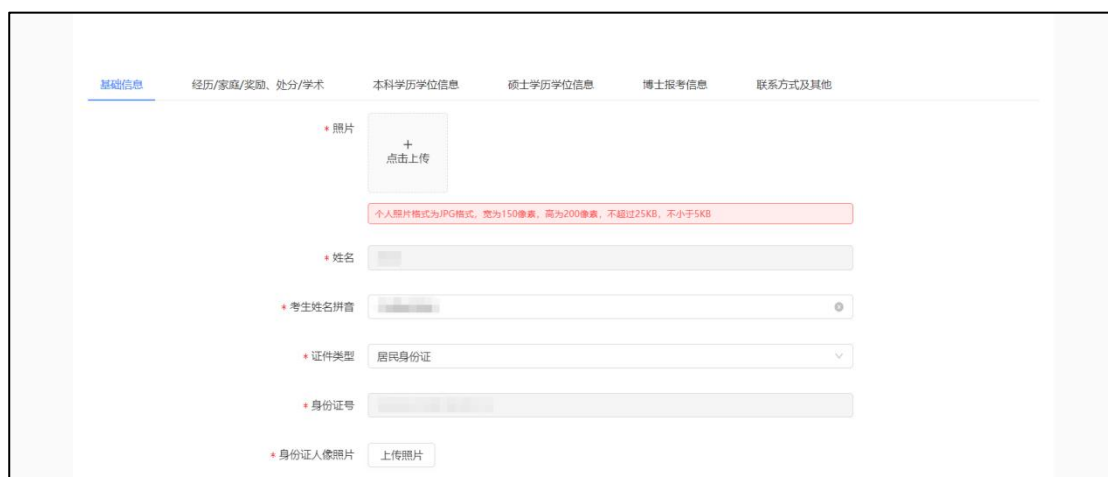 基础信息 经历/家庭/奖励、处分/学术 本科学历学位信息 硕士学历学位信息 博士报考信息 联系方式及其他
* 照片
+
点击上传
个人照片格式为JPG格式，宽为150像素，高为200像素，不超过25KB，不小于5KB
* 姓名
* 考生姓名拼音
* 证件类型 居民身份证
* 身份证号
* 身份证人像照片 上传照片